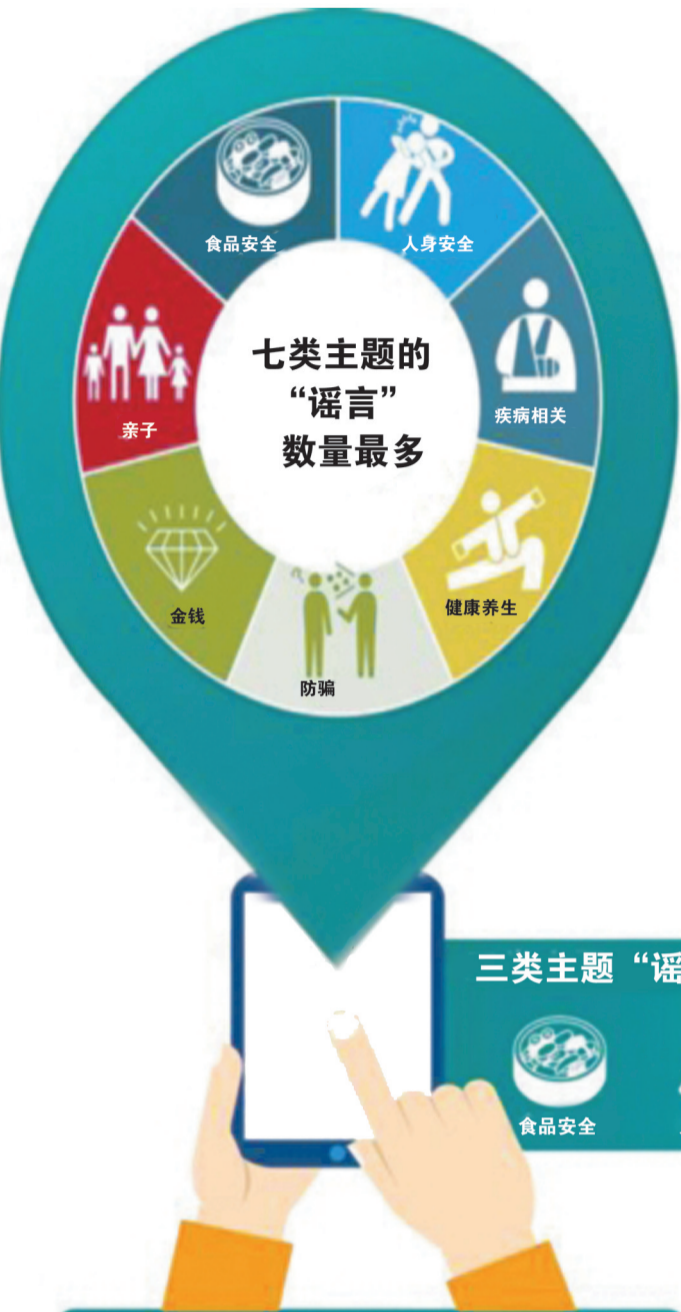 食品安全
人身安全
七类主题的
“谣言”
数量最多
疾病相关
亲子
健康养生
金钱
防骗
三类主题“谣
食品安全